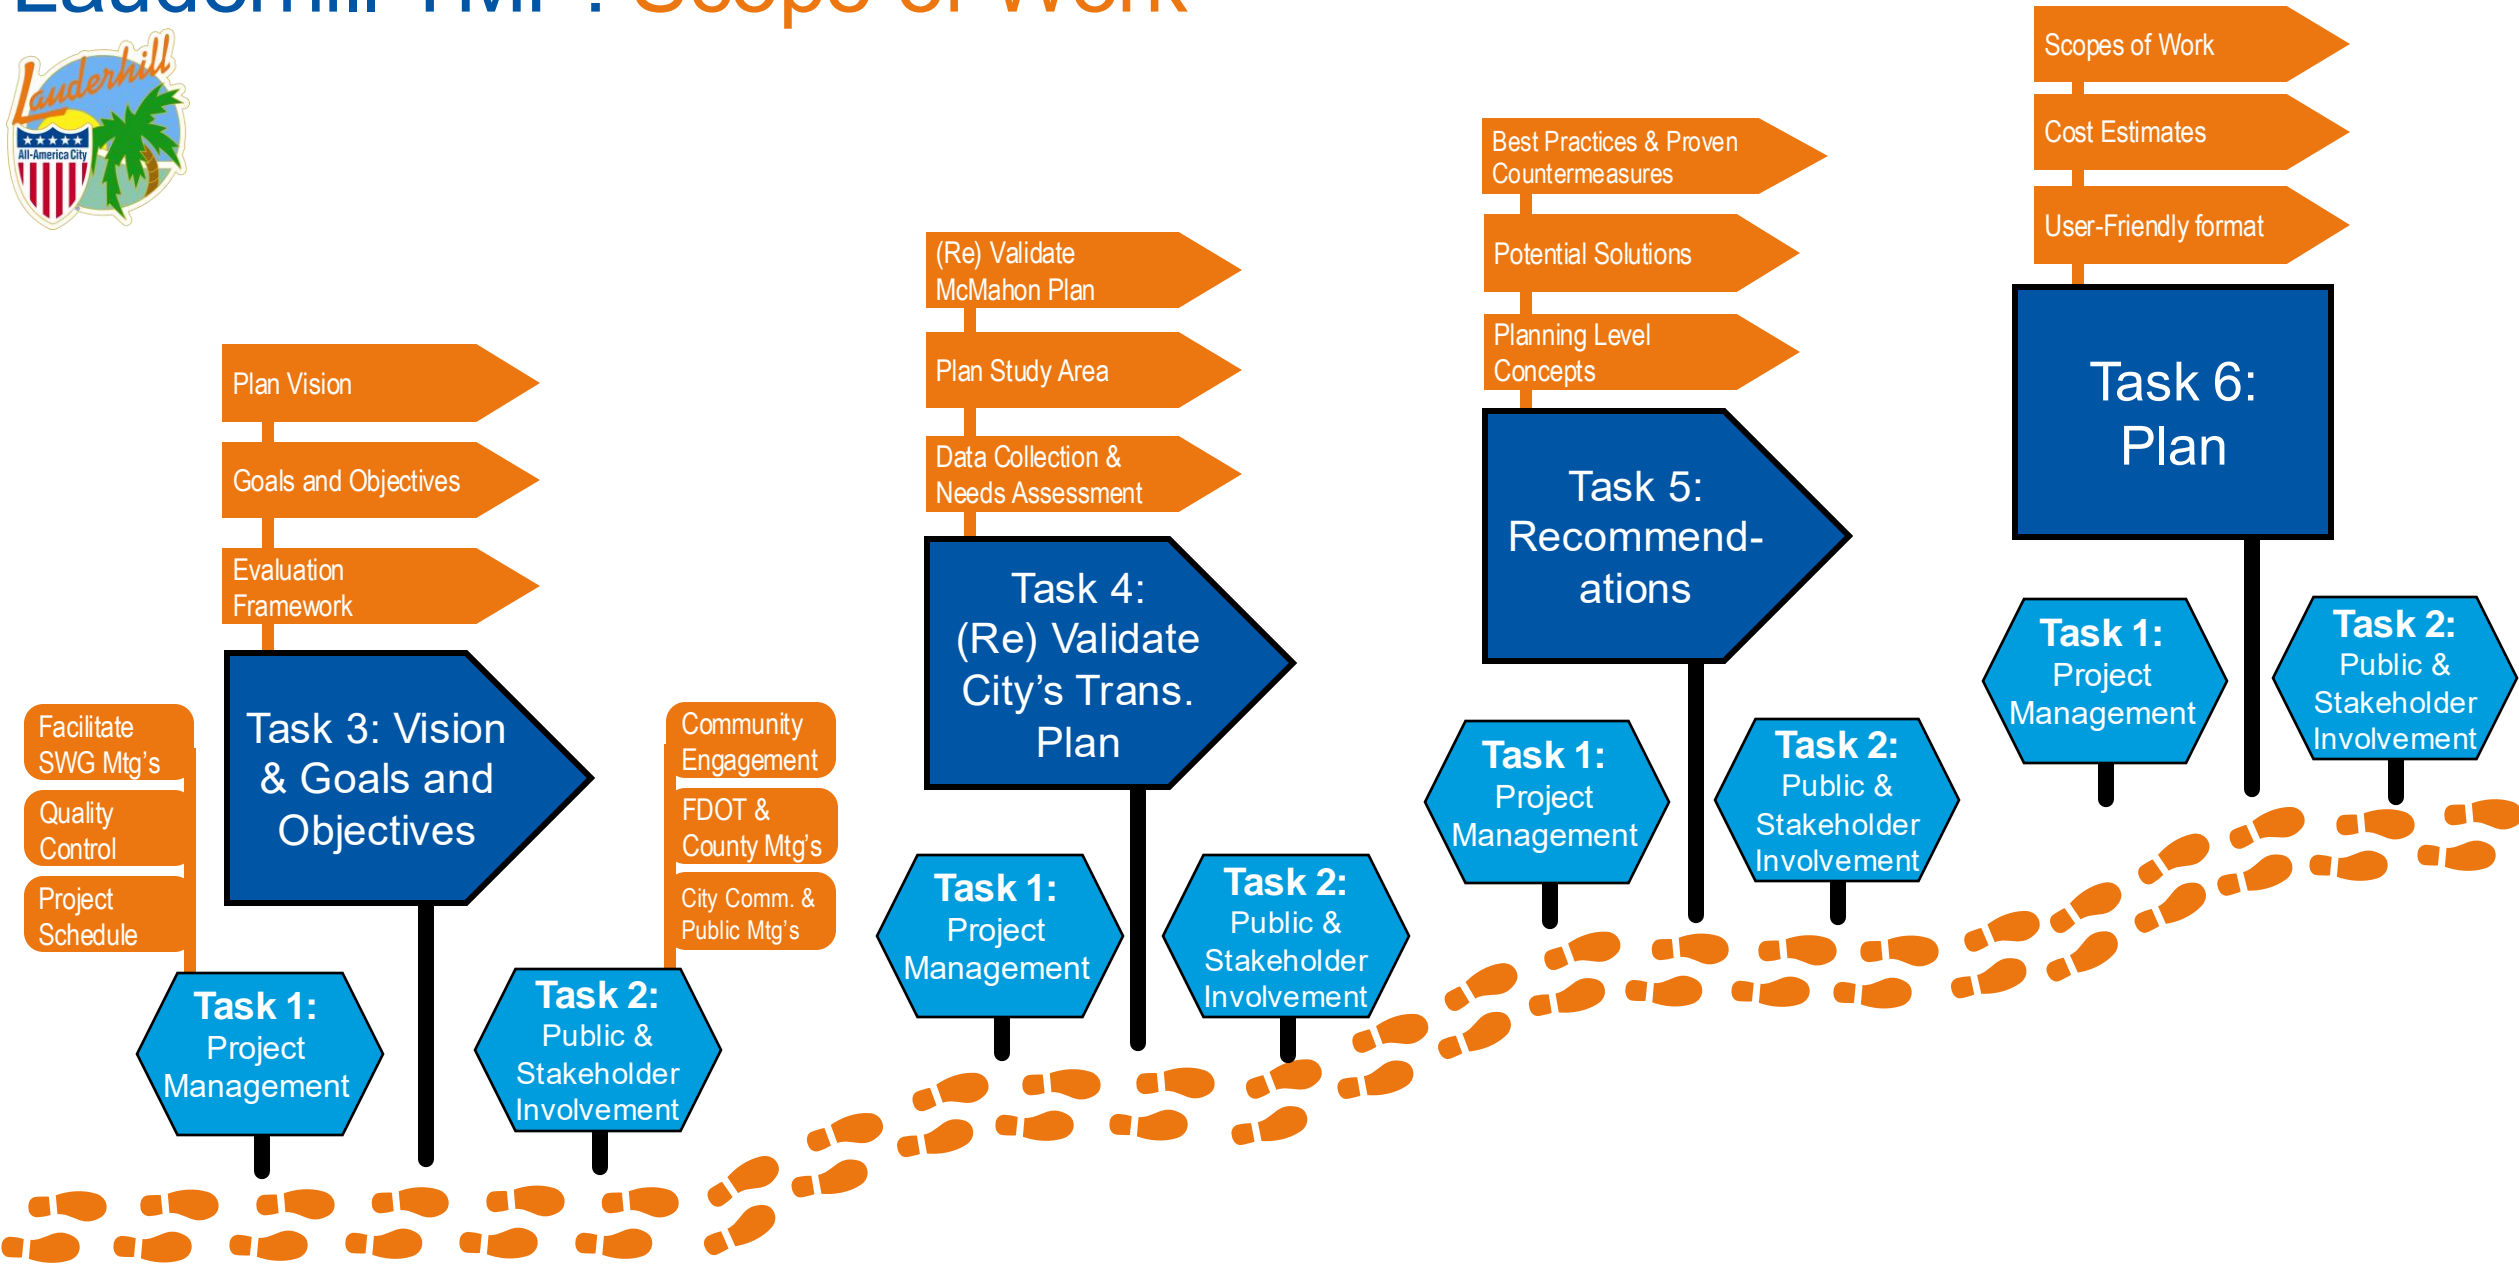 Lauderhill TMP: Scope of Work
Lauderhill
All-America City
Plan Vision
Goals and Objectives
Evaluation
Framework
Task 3: Vision
& Goals and
Objectives
Facilitate
SWG Mtg's
Quality
Control
Project
Schedule
Task 1:
Project
Management
Community
Engagement
FDOT &
County Mtg's
City Comm. &
Public Mtg's
Task 2:
Public &
Stakeholder
Involvement
(Re) Validate
McMahon Plan
Plan Study Area
Data Collection &
Needs Assessment
Task 4:
(Re) Validate
City’s Trans.
Plan
Task 1:
Project
Management
Task 2:
Public &
Stakeholder
Involvement
Best Practices & Proven
Countermeasures
Potential Solutions
Planning Level
Concepts
Task 5:
Recommend-
ations
Task 1:
Project
Management
Task 2:
Public &
Stakeholder
Involvement
Scopes of Work
Cost Estimates
User-Friendly format
Task 6:
Plan
Task 1:
Project
Management
Task 2:
Public &
Stakeholder
Involvement